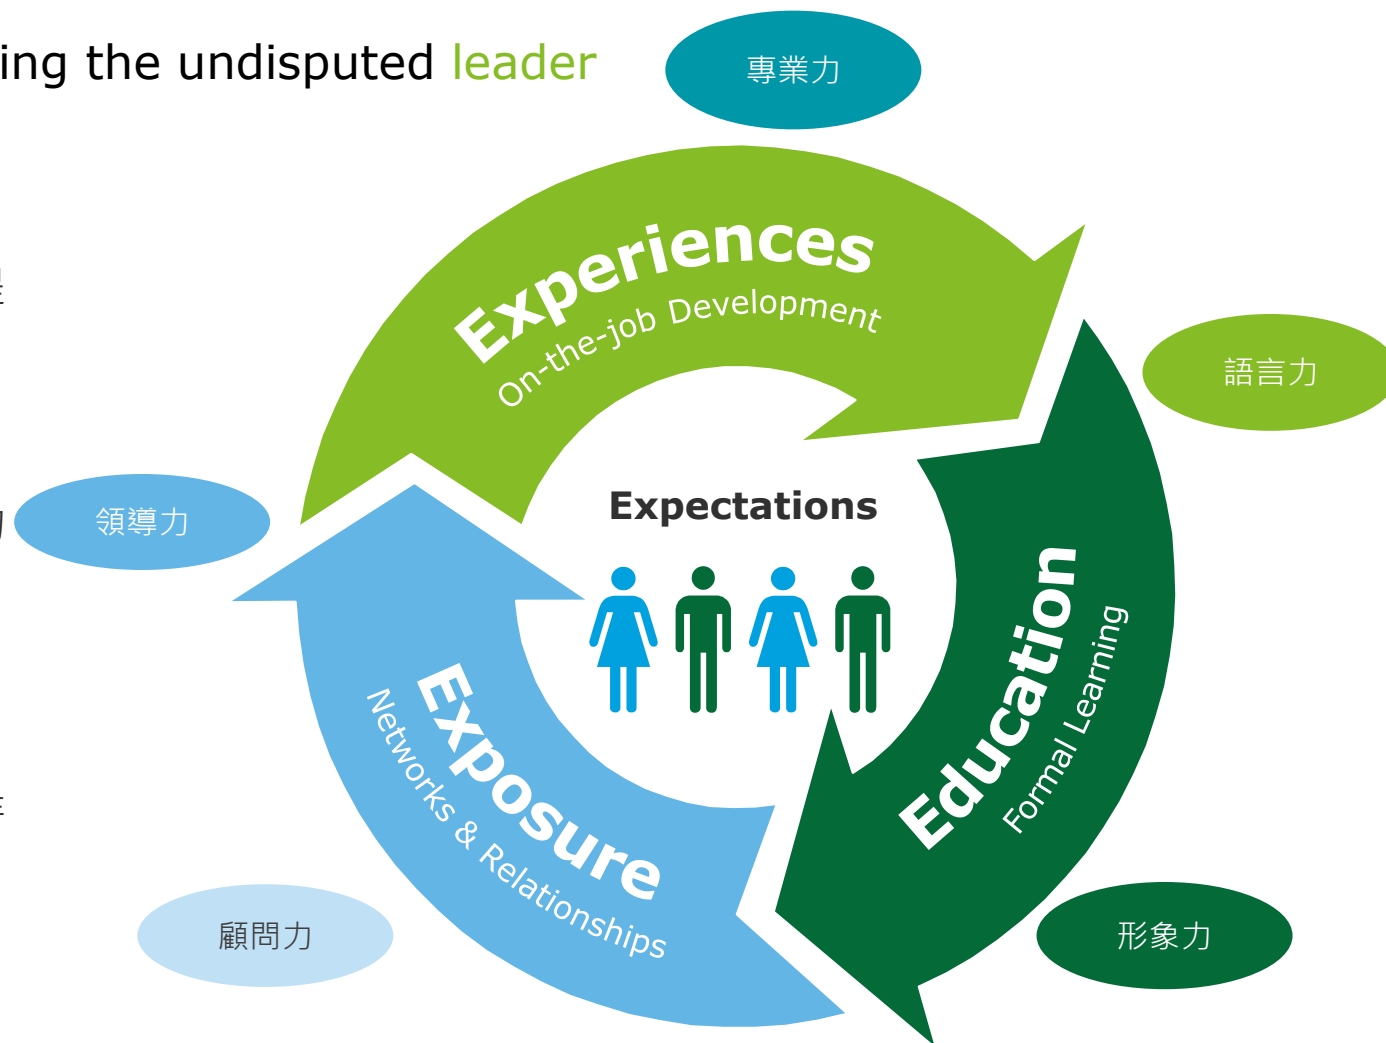 the undisputed leader
專業力
Experiences
On-the-job Development
語言力
領導力
Expectations
Education
Formal Learning
Exposure
Networks & Relationships
顧問力
形象力